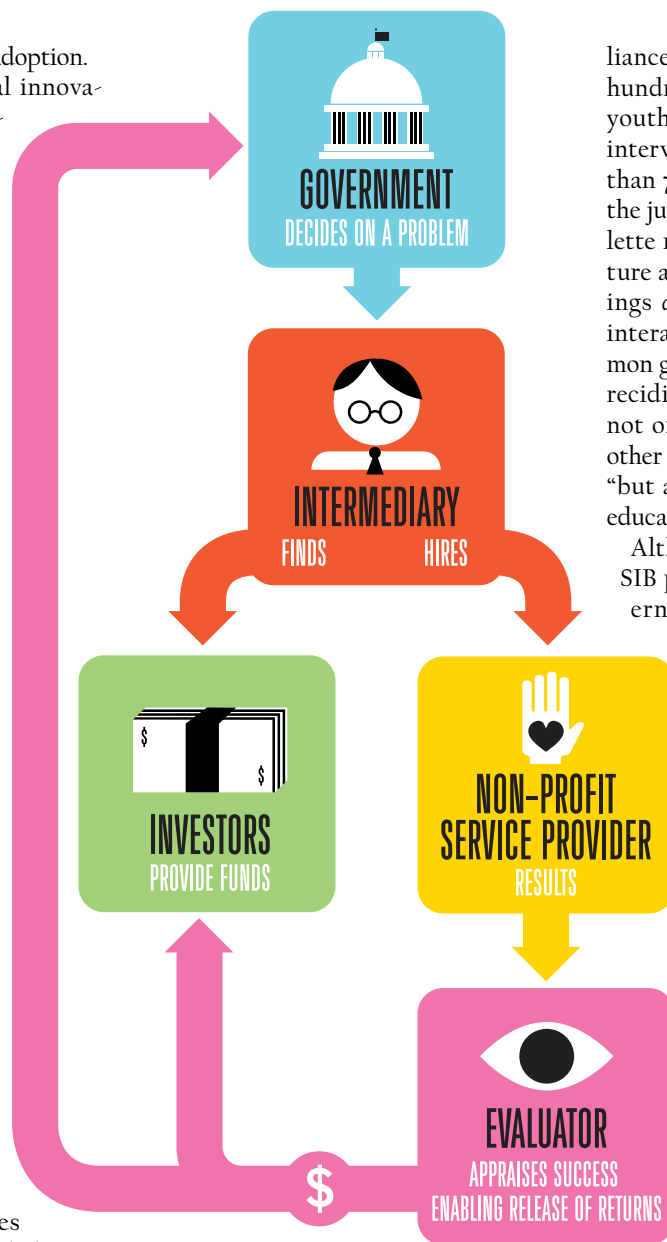 doption.
l innova-
GOVERNMENT
DECIDES ON A PROBLEM
INTERMEDIARY
FINDS HIRES
$
$
INVESTORS
PROVIDE FUNDS
NON-PROFIT
SERVICE PROVIDER
RESULTS
EVALUATOR
APPRAISES SUCCESS
ENABLING RELEASE OF RETURNS
$
es
liance
hundr
youth
interv
than 7
the ju
lette
ture a
ings
intera
mon g
recidi
not o
other
“but a
educa
Alt
SIB p
ern